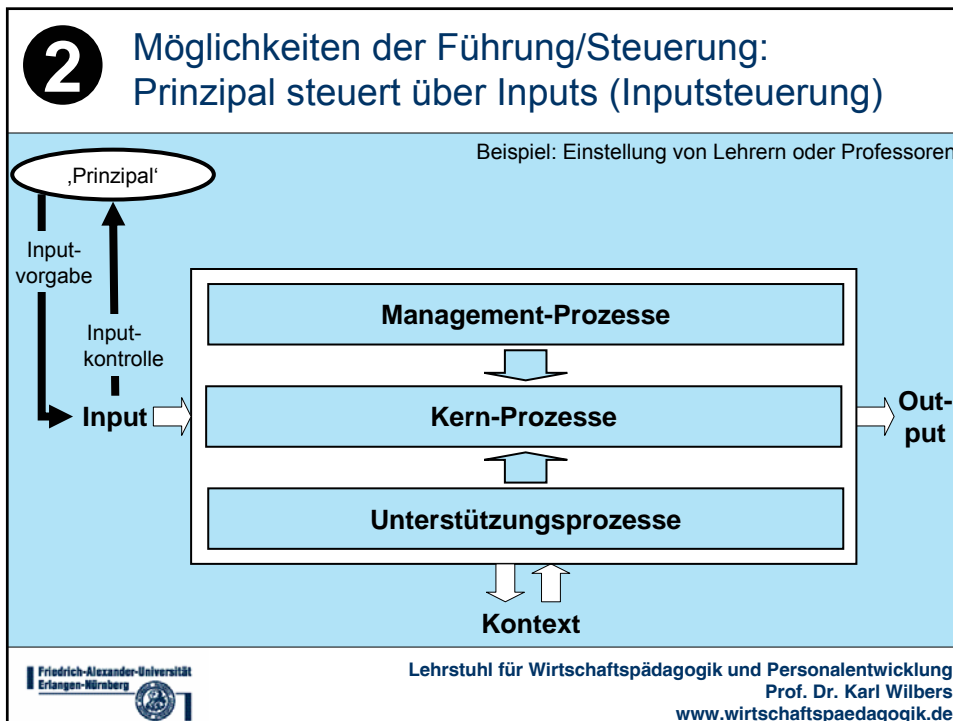 2
Möglichkeiten der Führung/Steuerung:
Prinzipal steuert über Inputs (Inputsteuerung)
Beispiel: Einstellung von Lehrern oder Professoren
‚Prinzipal‘
Input-
vorgabe
Input-
kontrolle
Input
Management-Prozesse
Kern-Prozesse
Unterstützungsprozesse
Out-
put
Kontext
Friedrich-Alexander-Universität
Erlangen-Nürnberg
Lehrstuhl für Wirtschaftspädagogik und Personalentwicklung
Prof. Dr. Karl Wilbers
www.wirtschaftspaedagogik.de